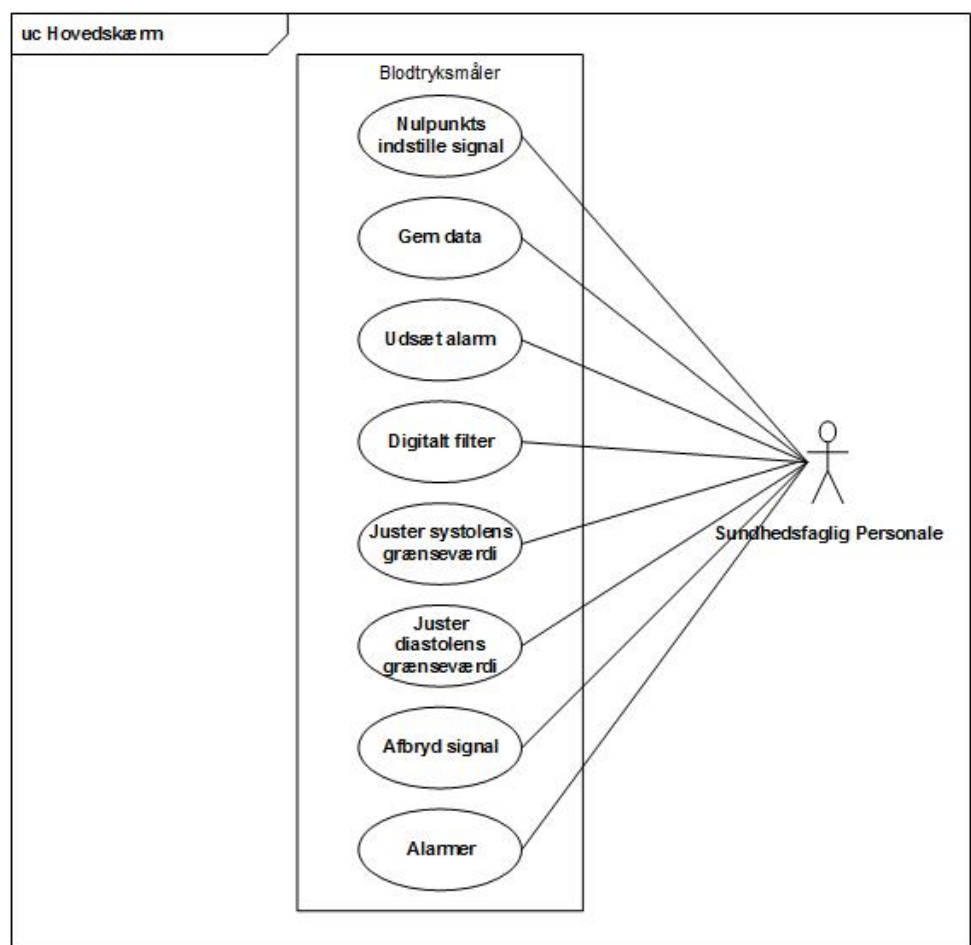 uc Hovedskærm
Blodtryksmåler
Nulpunkts
indstille signal
Gem data
Udsæt alarm
Digitalt filter
Juster systolens
grænseværdi
Sundhedsfaglig Personale
Juster
diastolens
grænseværdi
Afbryd signal
Alarmer